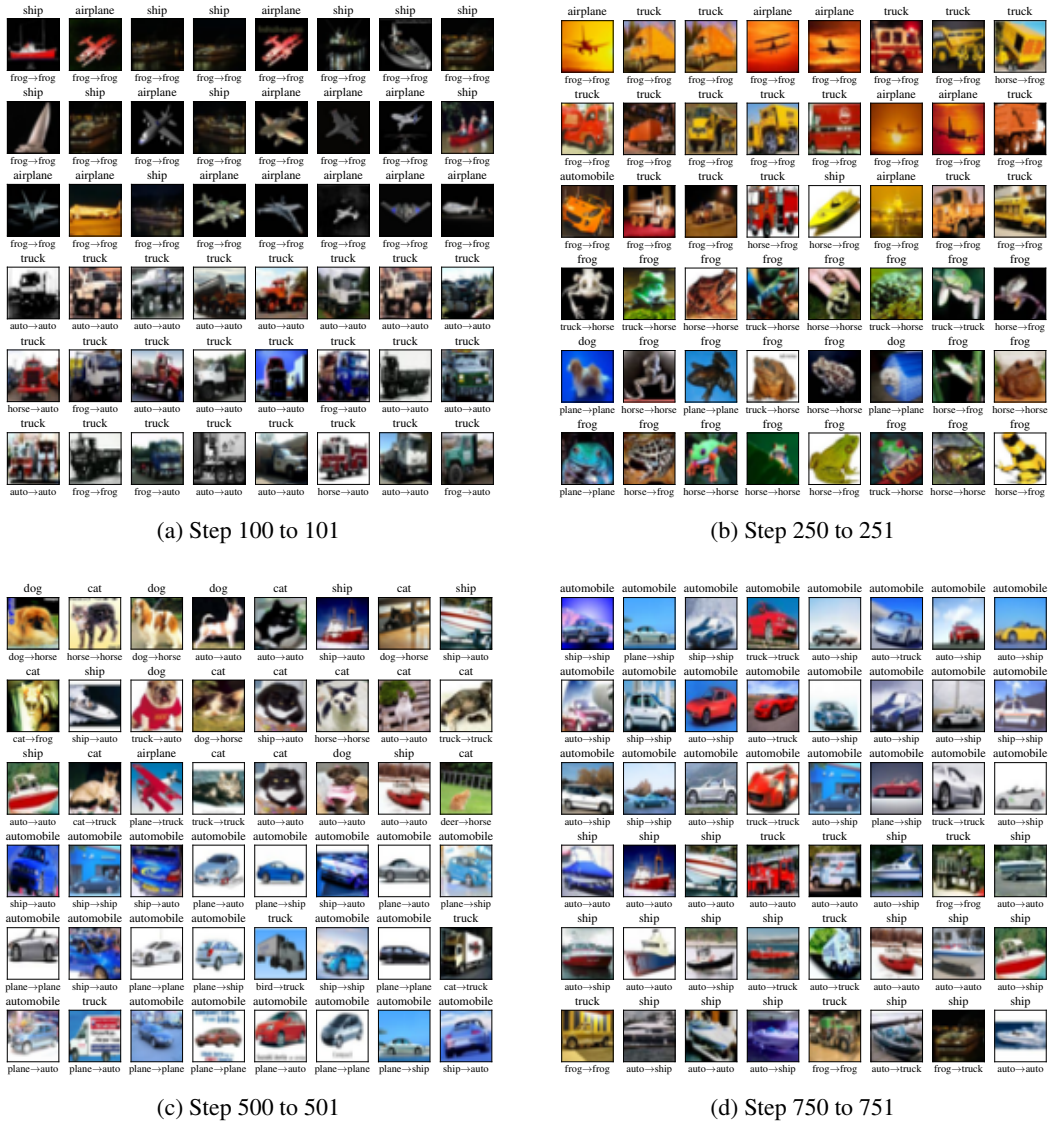 ship airplane ship ship airplane ship ship ship
frog→frog frog→frog frog→frog frog→frog frog→frog frog→frog frog→frog frog→frog
ship ship airplane ship airplane airplane airplane ship
frog→frog frog→frog frog→frog frog→frog frog→frog frog→frog frog→frog frog→frog
airplane airplane ship airplane airplane airplane airplane airplane
frog→frog frog→frog frog→frog frog→frog frog→frog frog→frog frog→frog frog→frog
truck truck truck truck truck truck truck truck
auto→auto auto→auto auto→auto auto→auto auto→auto auto→auto auto→auto auto→auto
truck truck truck truck truck truck truck truck
horse→auto frog→auto auto→auto auto→auto auto→auto frog→auto auto→auto auto→auto
truck truck truck truck truck truck truck truck
auto→auto frog→frog frog→auto auto→auto auto→auto horse→auto auto→auto frog→auto
(a) Step 100 to 101
airplane truck truck airplane airplane truck truck truck
frog→frog frog→frog frog→frog frog→frog frog→frog frog→frog frog→frog horse→frog
truck truck truck truck truck airplane airplane truck
frog→frog frog→frog frog→frog frog→frog frog→frog frog→frog frog→frog frog→frog
automobile truck truck truck ship airplane truck truck
frog→frog frog→frog frog→frog horse→frog horse→frog frog→frog frog→frog frog→frog
frog frog frog frog frog frog frog frog
truck→horse truck→horse horse→horse truck→horse horse→horse truck→horse truck→truck horse→frog
dog frog frog frog frog dog frog frog
plane→plane horse→horse plane→plane truck→horse horse→horse plane→plane horse→frog horse→horse
frog frog frog frog frog frog frog frog
plane→plane horse→frog horse→horse horse→horse horse→frog truck→horse horse→horse horse→frog
(b) Step 250 to 251
dog cat dog dog cat ship cat ship
dog→horse horse→horse dog→horse auto→auto auto→auto ship→auto dog→horse ship→auto
cat ship dog cat cat cat cat cat
cat→frog ship→auto truck→auto dog→horse ship→auto horse→horse auto→auto truck→truck
ship cat airplane cat cat dog ship cat
auto→auto cat→truck plane→truck truck→truck auto→auto auto→auto auto→auto deer→horse
automobile automobile automobile automobile automobile automobile automobile automobile
ship→auto ship→auto ship→auto plane→auto plane→ship ship→auto plane→auto plane→ship
automobile automobile automobile automobile truck automobile automobile truck
plane→plane ship→auto plane→plane plane→ship bird→truck ship→ship plane→plane cat→truck
automobile truck automobile automobile automobile automobile automobile automobile
plane→auto plane→auto plane→auto plane→plane plane→auto plane→plane plane→ship ship→auto
(c) Step 500 to 501
automobile automobile automobile automobile automobile automobile automobile automobile
ship→ship plane→ship ship→ship truck→truck auto→ship auto→truck auto→ship auto→ship
automobile automobile automobile automobile automobile automobile automobile automobile
auto→ship ship→ship auto→ship auto→truck auto→ship auto→ship auto→ship ship→ship
automobile automobile automobile automobile automobile automobile automobile automobile
auto→ship ship→ship auto→ship truck→truck auto→ship plane→ship truck→truck auto→ship
ship ship ship truck truck ship truck ship
auto→auto auto→auto auto→auto auto→auto auto→auto auto→ship frog→frog auto→auto
ship ship ship ship truck ship ship ship
auto→ship auto→ship auto→auto auto→truck auto→truck auto→auto auto→ship auto→auto
truck ship ship ship truck ship ship ship
frog→frog auto→ship auto→auto auto→ship frog→frog auto→truck frog→truck auto→auto
(d) Step 750 to 751